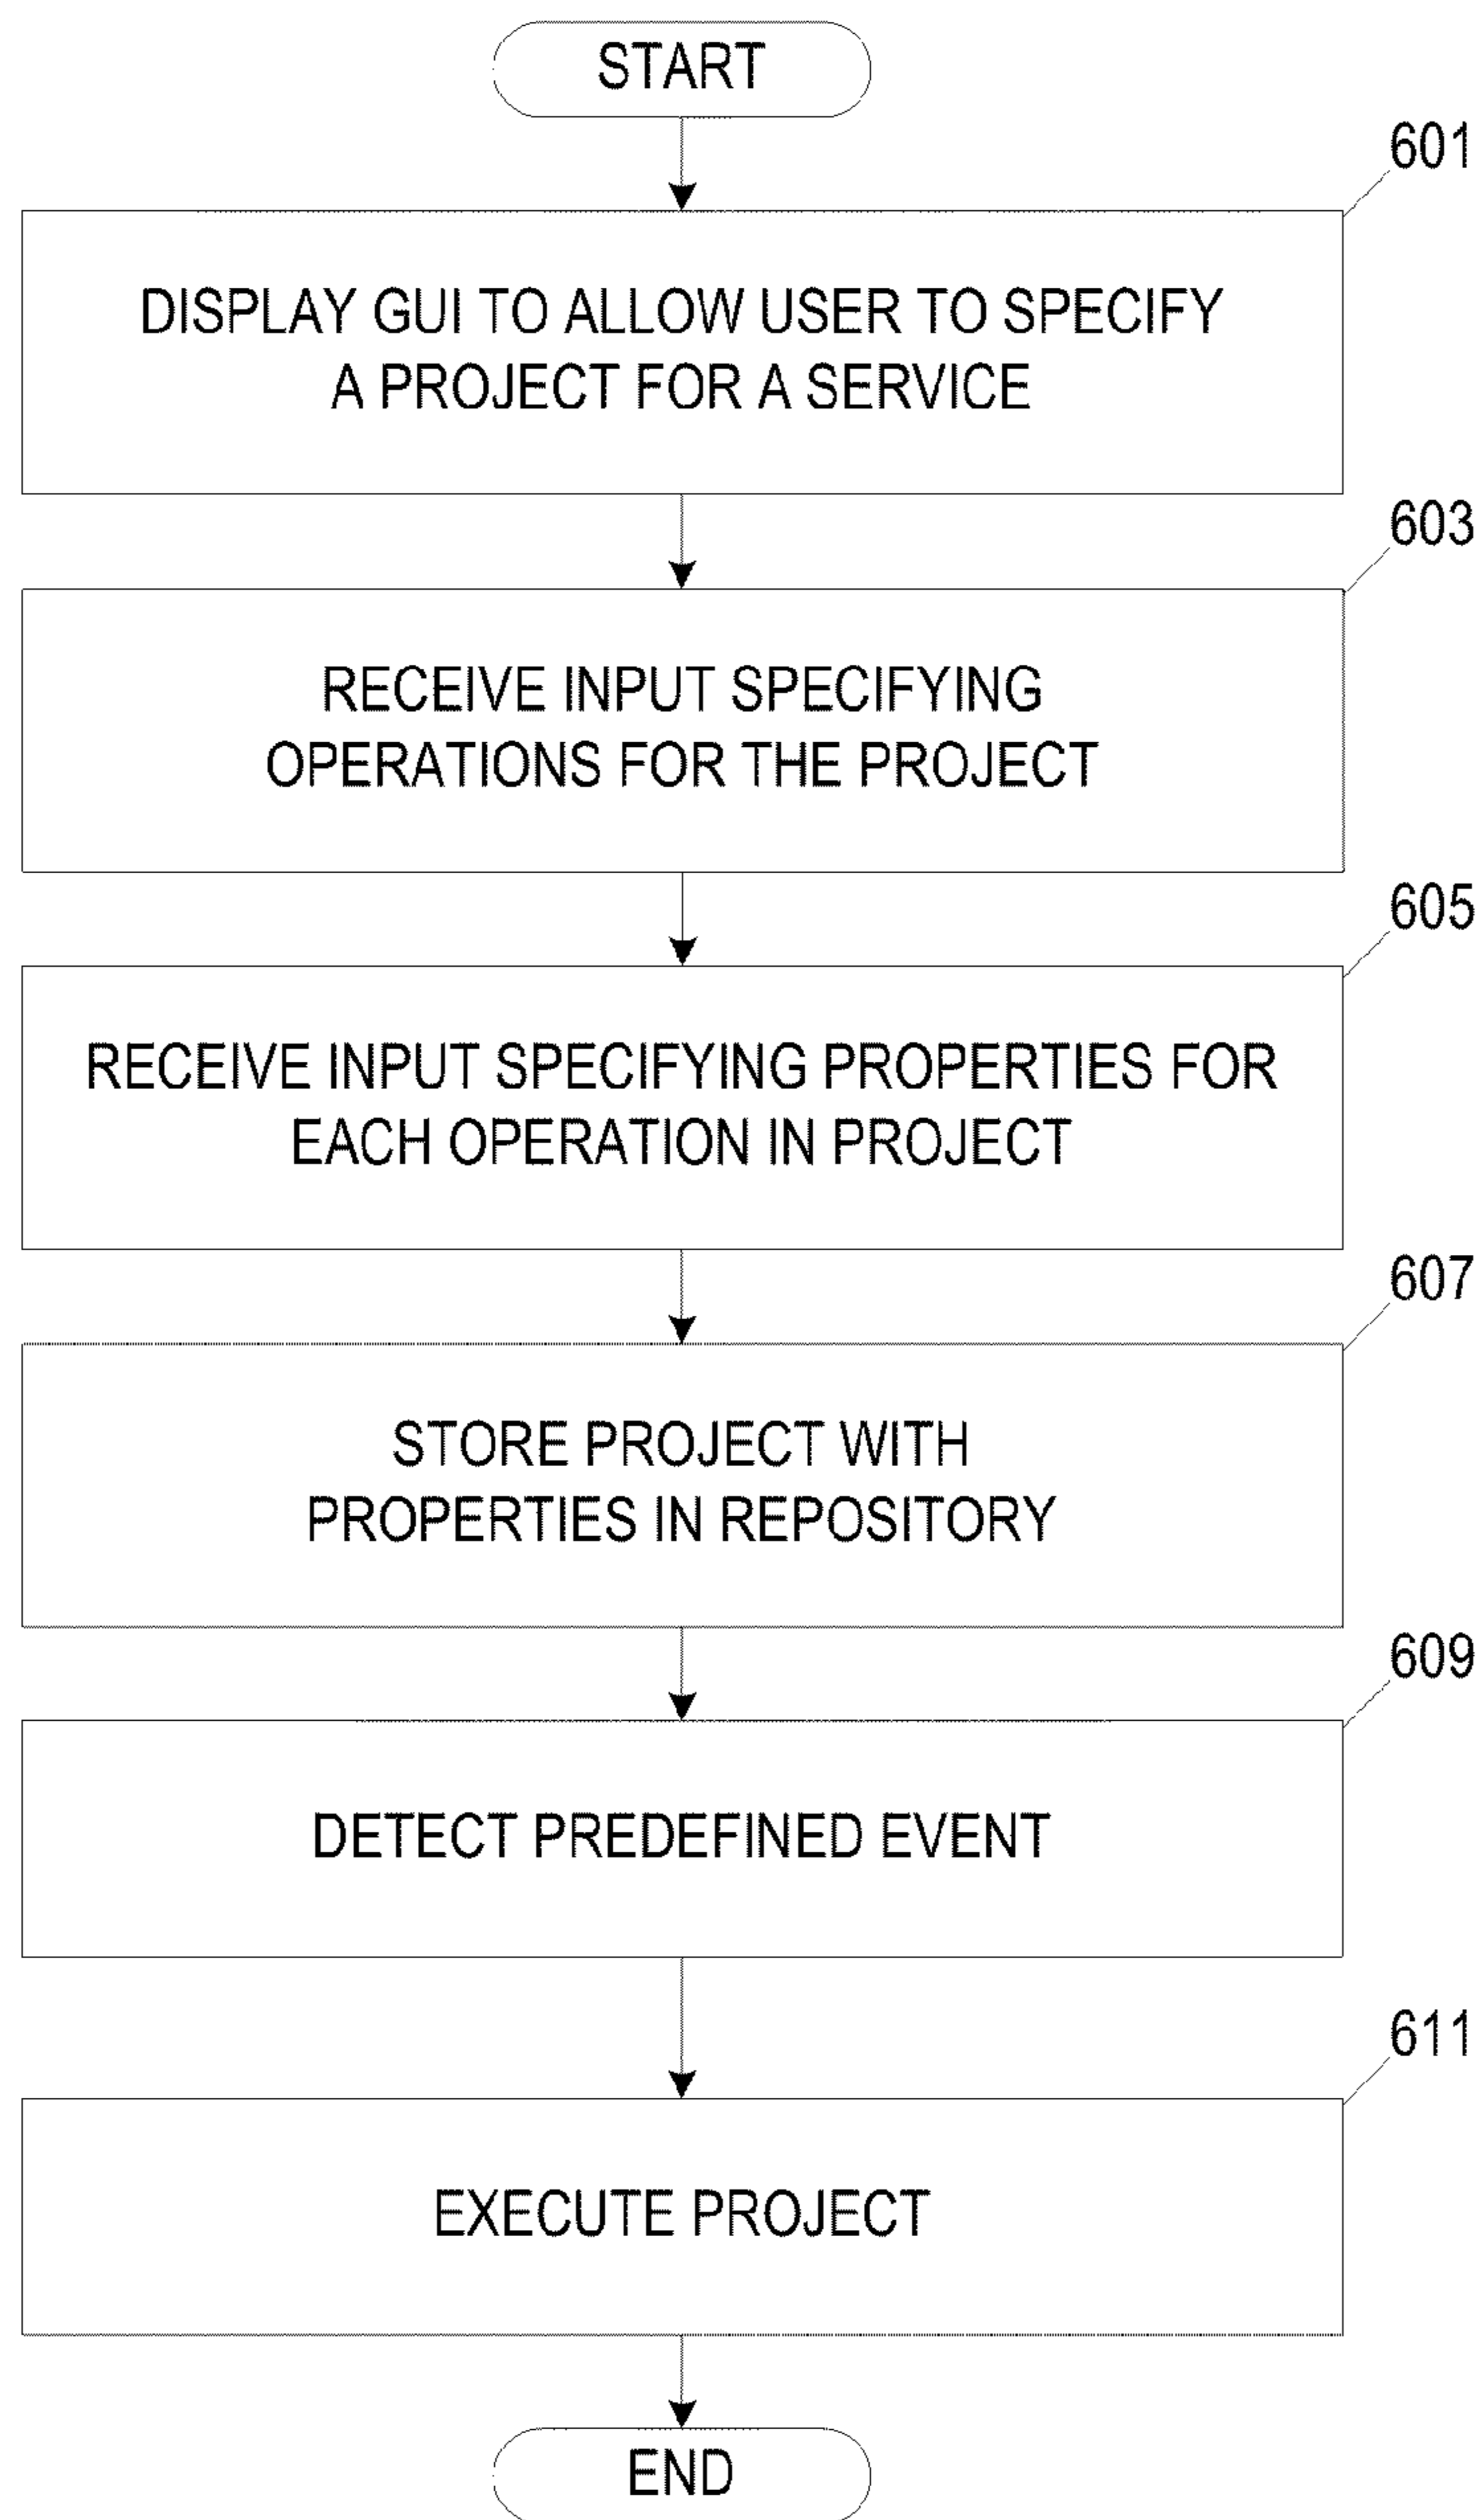 START
601
DISPLAY GUI TO ALLOW USER TO SPECIFY
A PROJECT FOR A SERVICE
603
RECEIVE INPUT SPECIFYING
OPERATIONS FOR THE PROJECT
605
RECEIVE INPUT SPECIFYING PROPERTIES FOR
EACH OPERATION IN PROJECT
607
STORE PROJECT WITH
PROPERTIES IN REPOSITORY
609
DETECT PREDEFINED EVENT
611
EXECUTE PROJECT
END